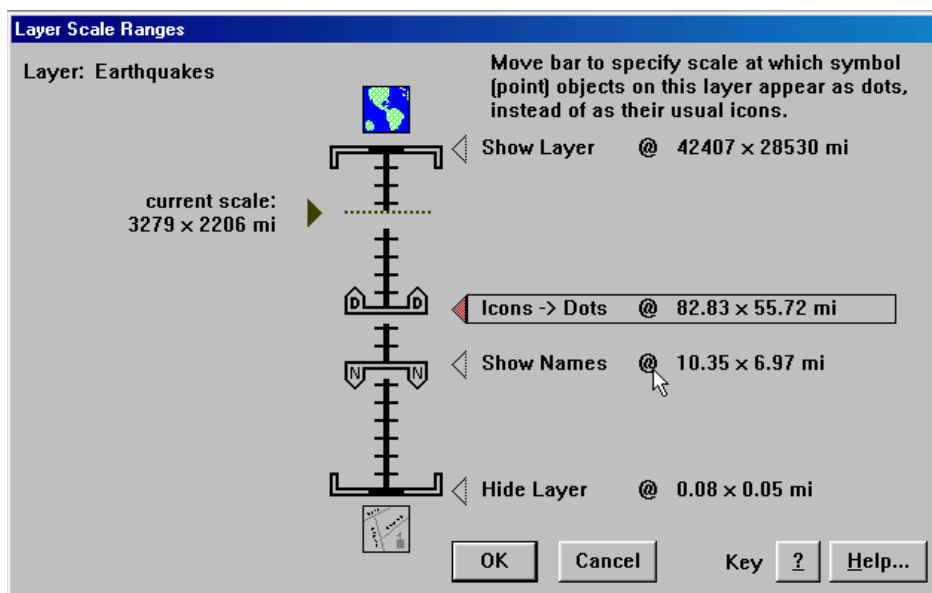 Layer Scale Ranges
Layer: Earthquakes
Move bar to specify scale at which symbol
(point) objects on this layer appear as dots,
instead of as their usual icons.
Show Layer @ 42407 × 28530 mi
current scale:
3279 × 2206 mi
D D
Icons -> Dots @ 82.83 × 55.72 mi
Show Names @ 10.35 × 6.97 mi
N N
Hide Layer @ 0.08 × 0.05 mi
OK Cancel Key ? Help...